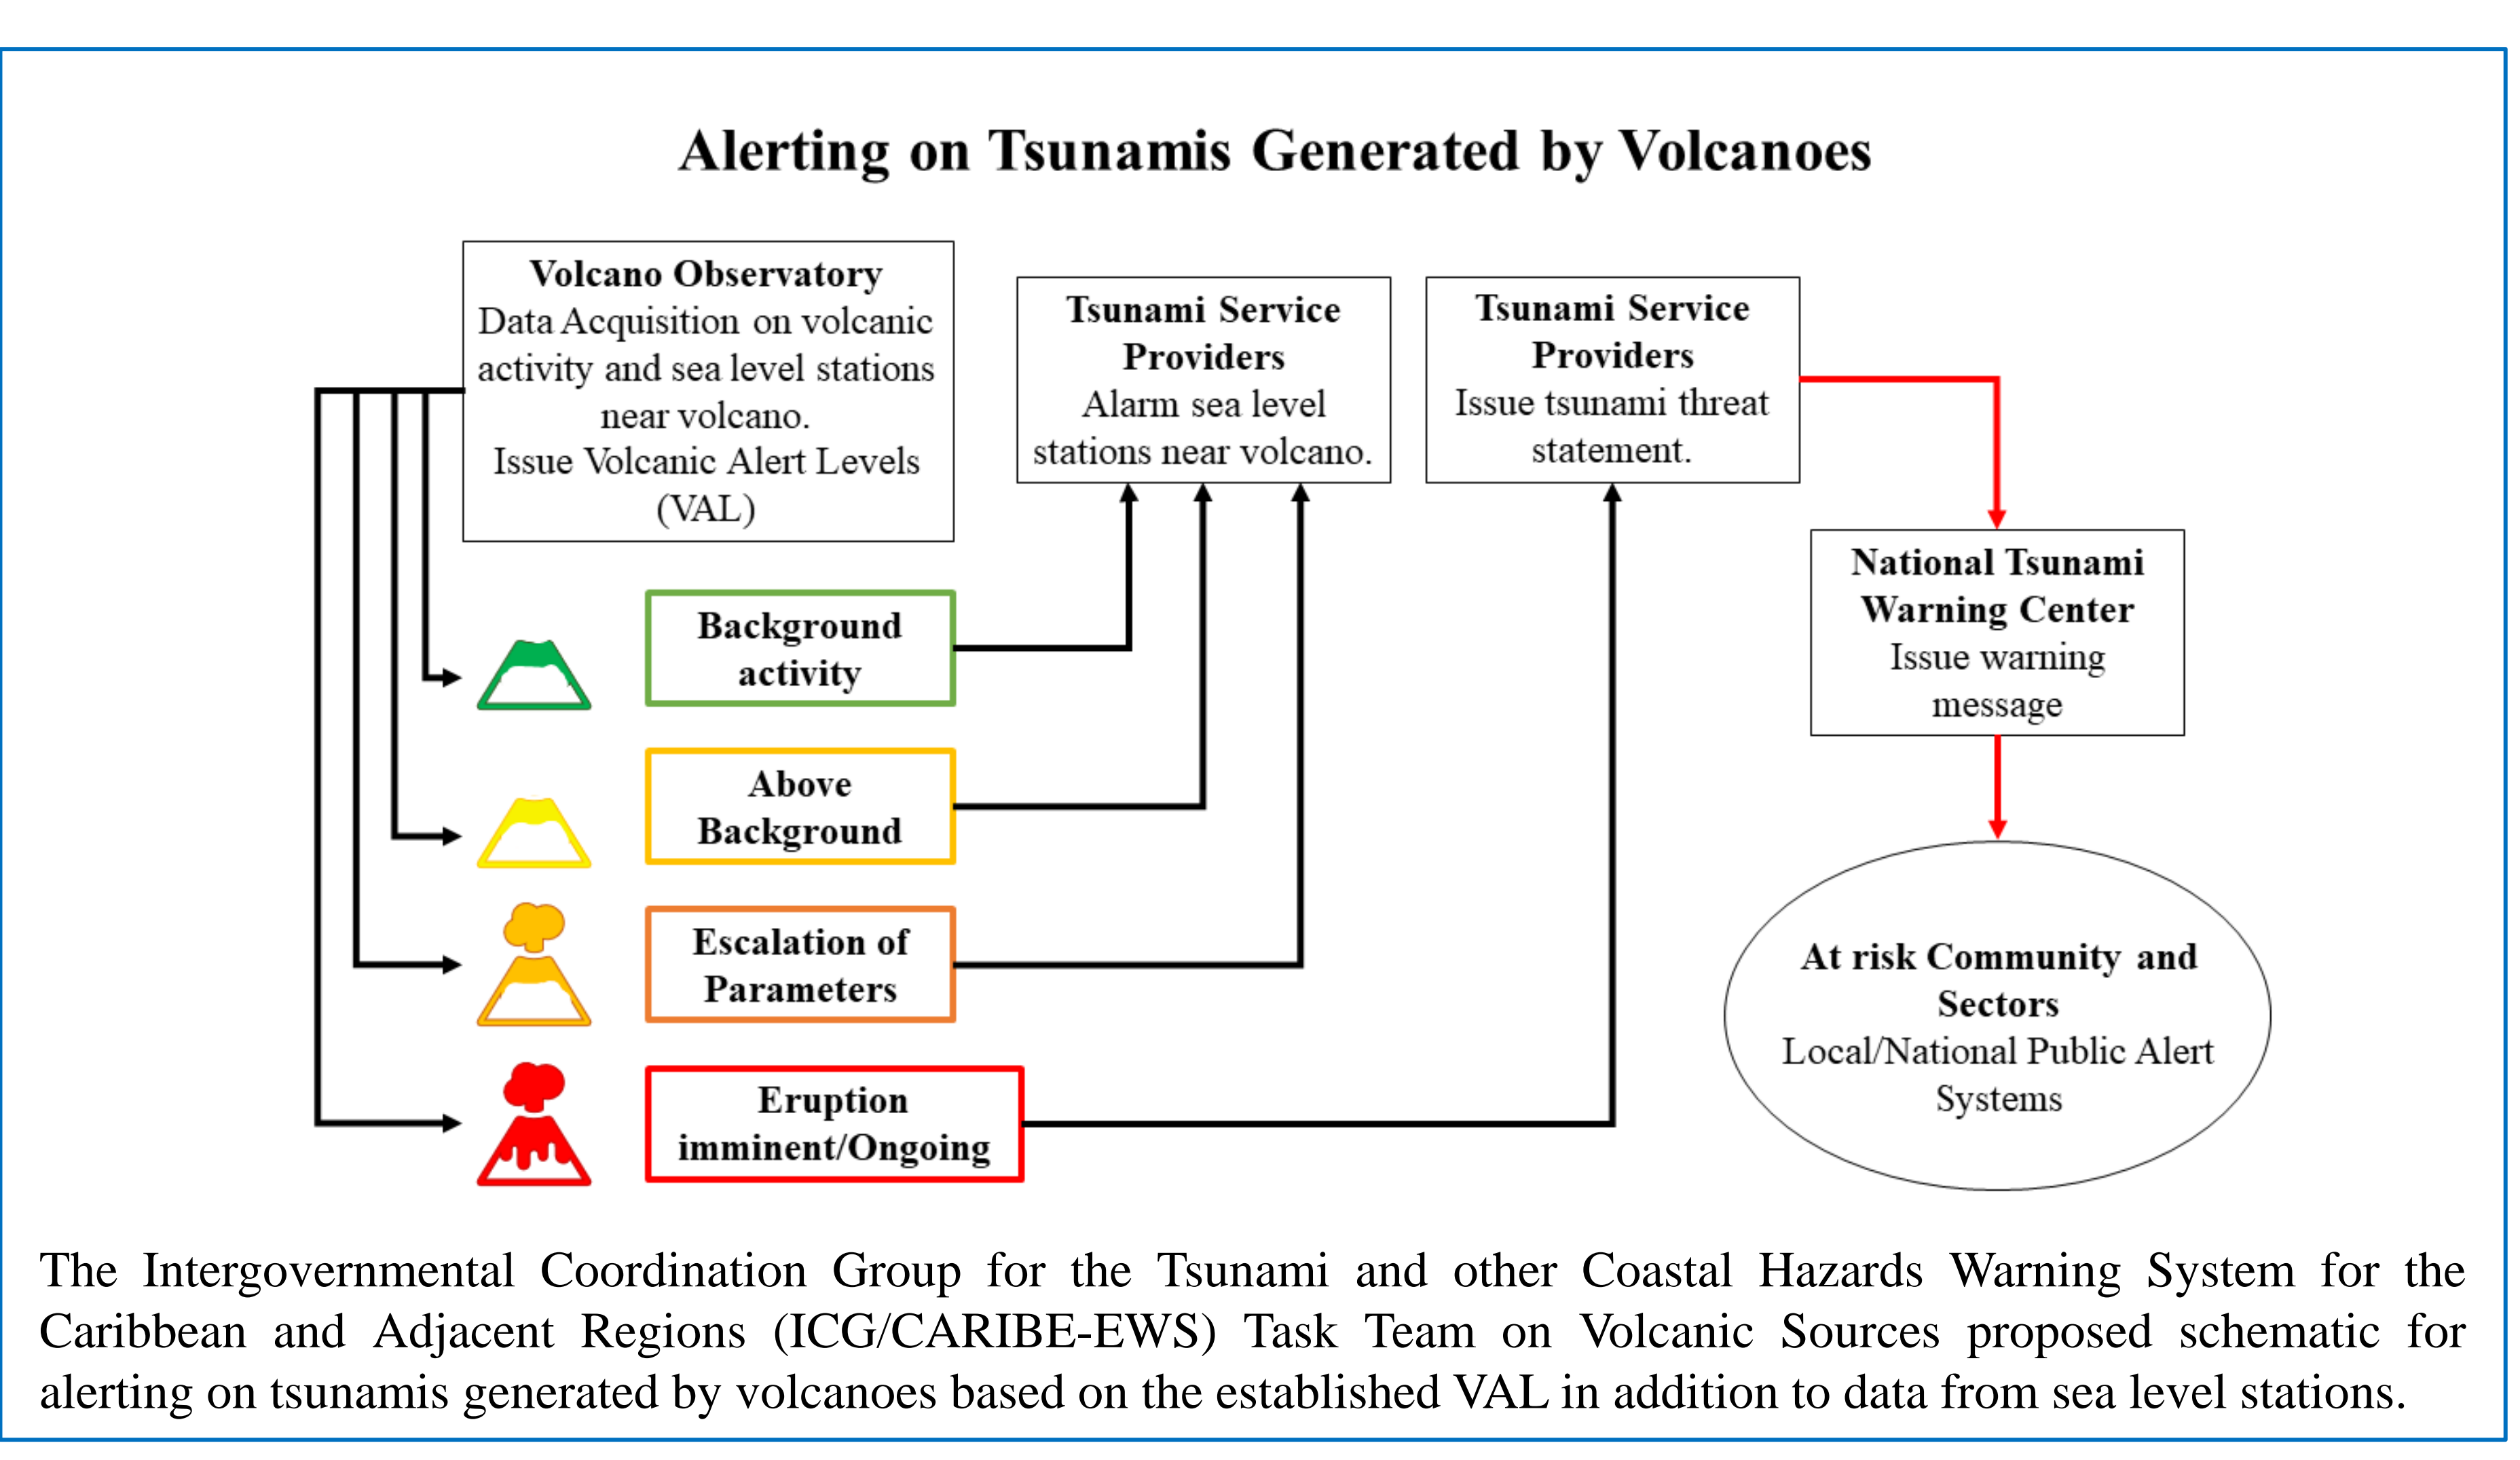 Alerting on Tsunamis Generated by Volcanoes
Volcano Observatory
Data Acquisition on volcanic
activity and sea level stations
near volcano.
Issue Volcanic Alert Levels
(VAL)
Tsunami Service
Providers
Alarm sea level
stations near volcano.
Tsunami Service
Providers
Issue tsunami threat
statement.
National Tsunami
Warning Center
Issue warning
message
Background
activity
Above
Background
Escalation of
Parameters
Eruption
imminent/Ongoing
At risk Community and
Sectors
Local/National Public Alert
Systems
The Intergovernmental Coordination Group for the Tsunami and other Coastal Hazards Warning System for the
Caribbean and Adjacent Regions (ICG/CARIBE-EWS) Task Team on Volcanic Sources proposed schematic for
alerting on tsunamis generated by volcanoes based on the established VAL in addition to data from sea level stations.